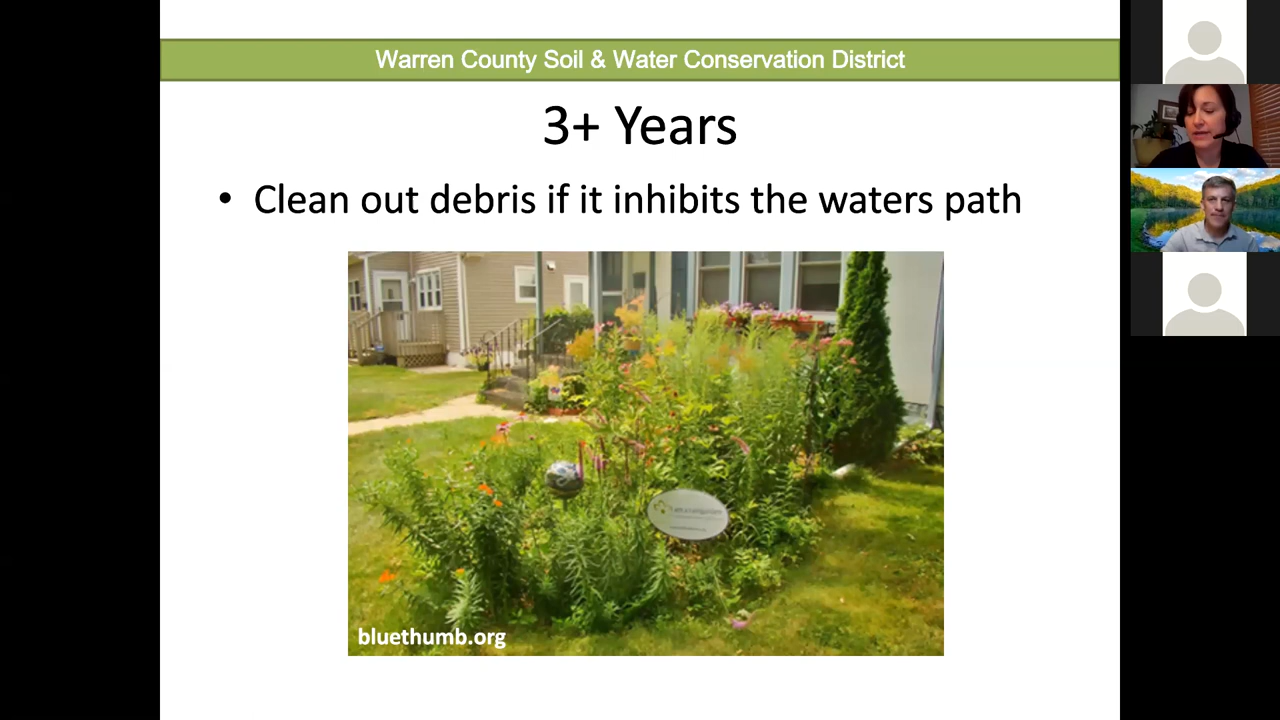 Warren County Soil & Water Conservation District
3+ Years
• Clean out debris if it inhibits the waters path
bluethumb.org